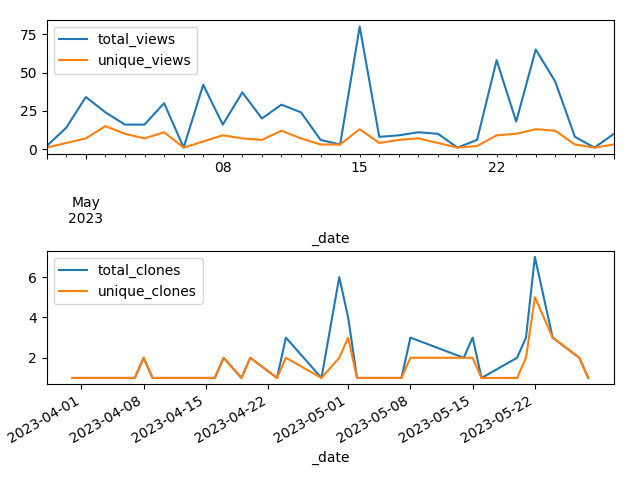 75
50
25
0
total_views
unique_views
08
15
22
May
2023
_date
6
4
2
total_clones
unique_clones
2023-04-01
2023-04-08
2023-04-15
2023-04-22
2023-05-01
2023-05-08
2023-05-15
2023-05-22
_date